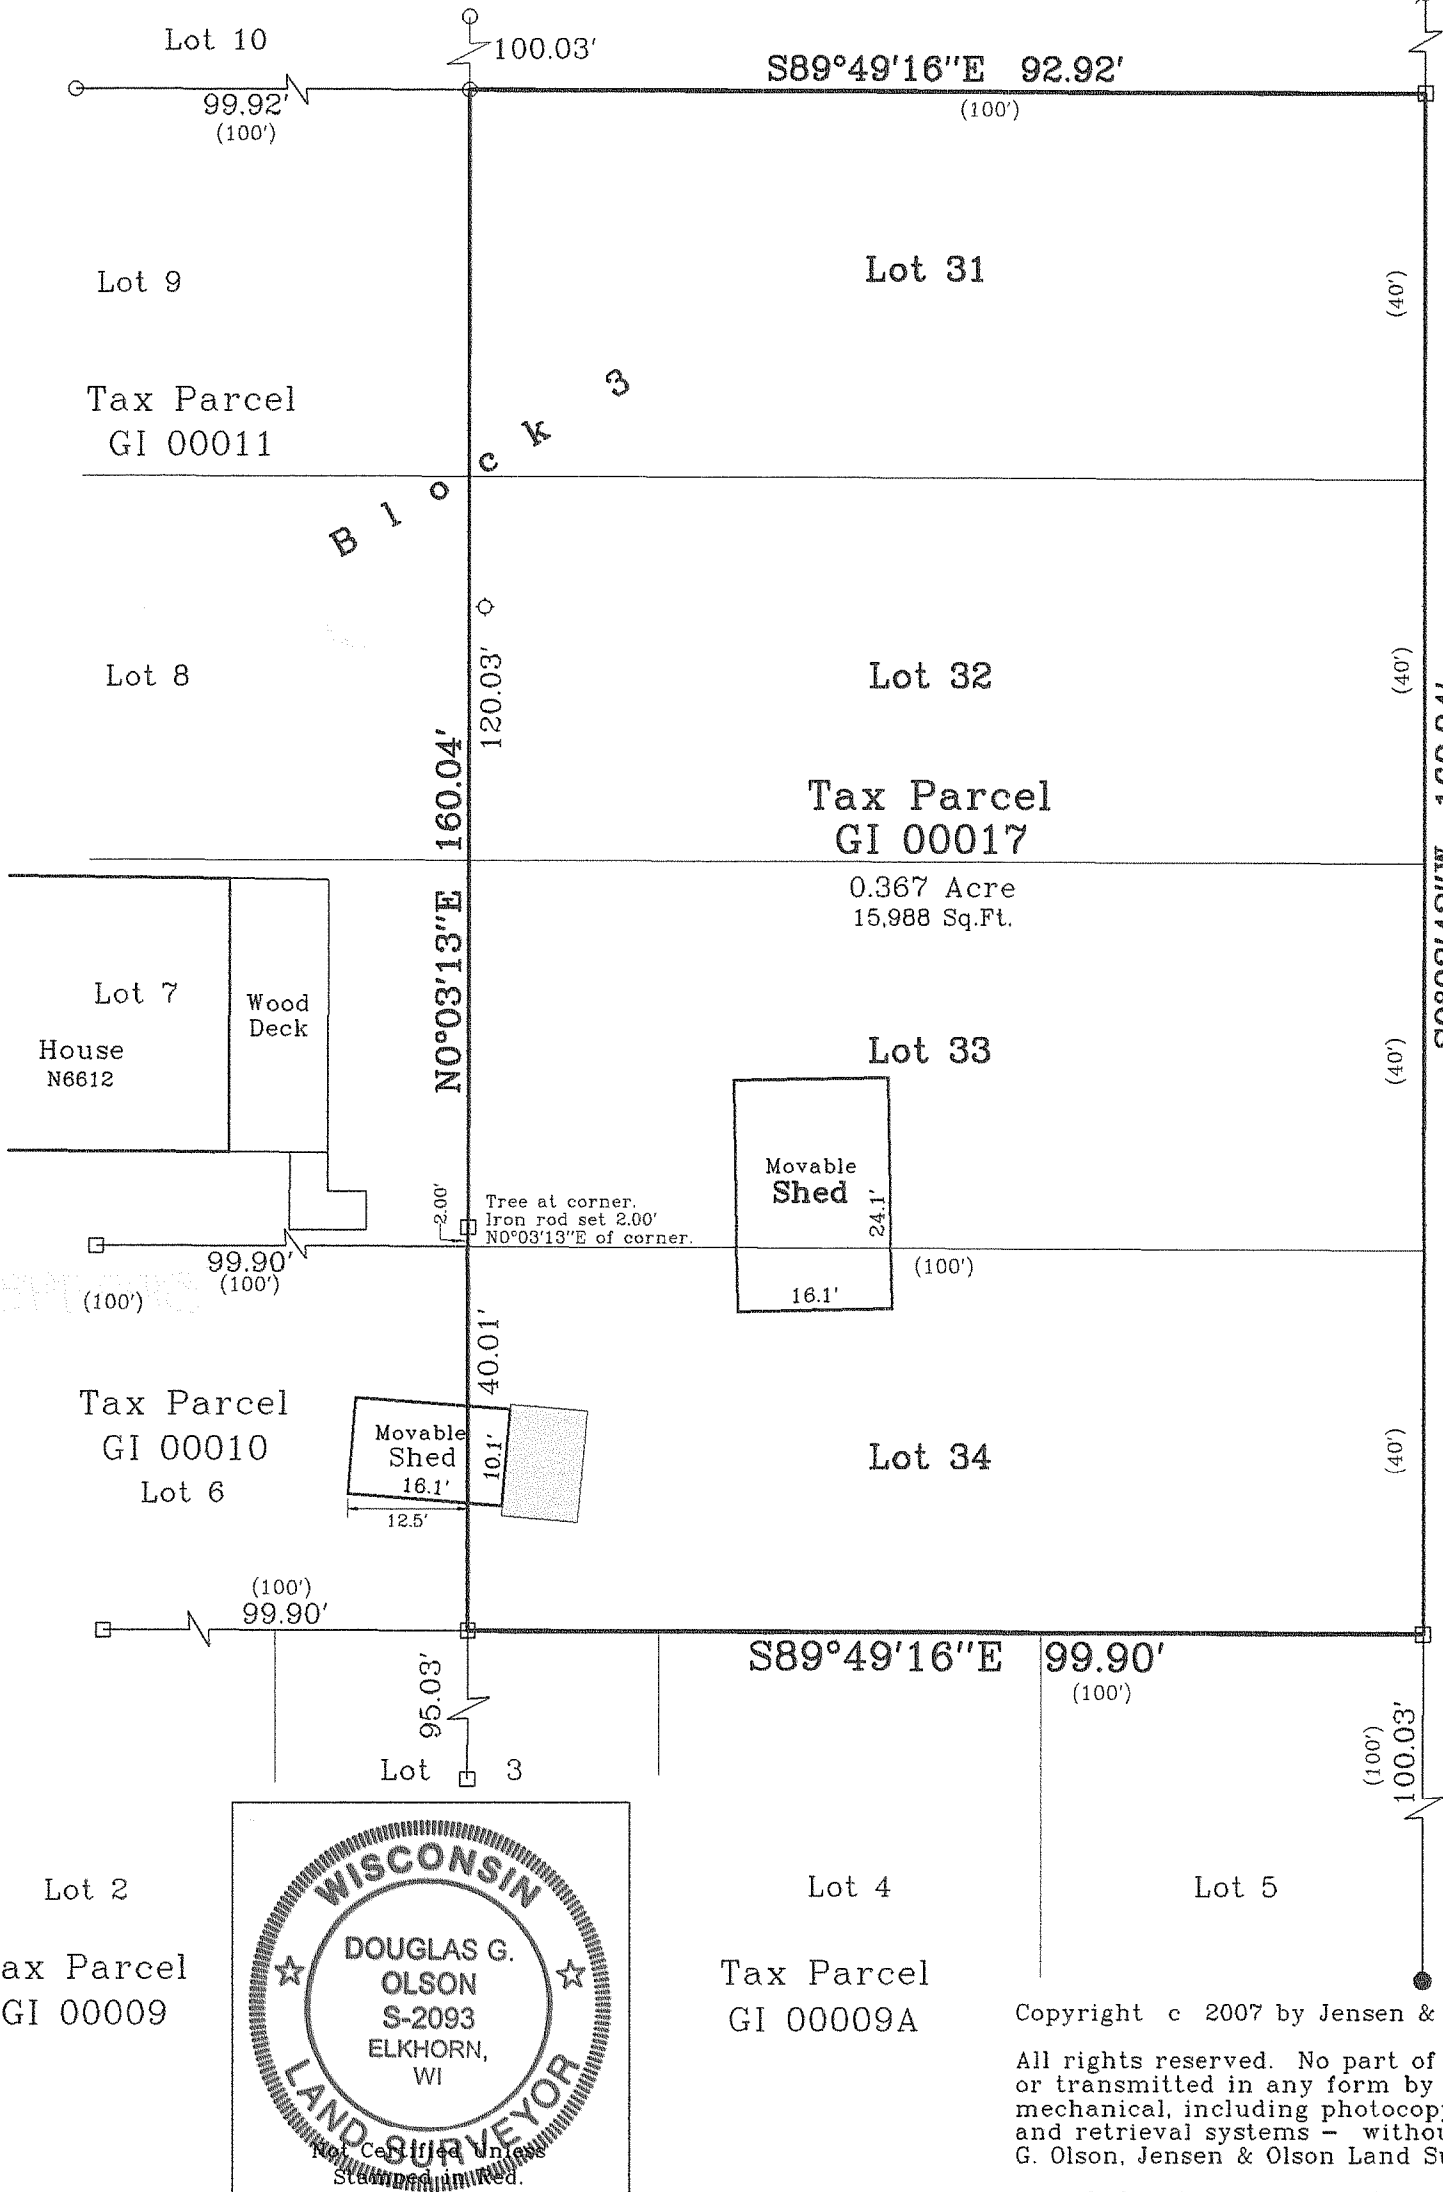 Lot 10
100.03'
S89°49'16"E 92.92'
99.92'
(100')
(100')
Lot 9
Lot 31
(40')
Tax Parcel
GI 00011
Block 3
Lot 8
120.03'
Lot 32
(40')
N0°03'13"E 160.04'
Tax Parcel
GI 00017
0.367 Acre
15,988 Sq.Ft.
Lot 7
Wood
Deck
House
N6612
Lot 33
(40')
Movable
Shed
24.1'
16.1'
2.00'
Tree at corner.
Iron rod set 2.00'
N0°03'13"E of corner.
99.90'
(100')
(100')
(100')
40.01'
Tax Parcel
GI 00010
Lot 6
Movable
Shed
10.1'
16.1'
12.5'
Lot 34
(40')
(100')
99.90'
S89°49'16"E 99.90'
(100')
95.03'
(100')
100.03'
Lot 3
Lot 2
ax Parcel
GI 00009
WISCONSIN
DOUGLAS G.
OLSON
S-2093
ELKHORN,
WI
LAND SURVEYOR
Not Certified Unless
Stamped in Red.
Lot 4
Tax Parcel
GI 00009A
Lot 5
Copyright c 2007 by Jensen &
All rights reserved. No part of
or transmitted in any form by
mechanical, including photocop
and retrieval systems – withou
G. Olson, Jensen & Olson Land Su